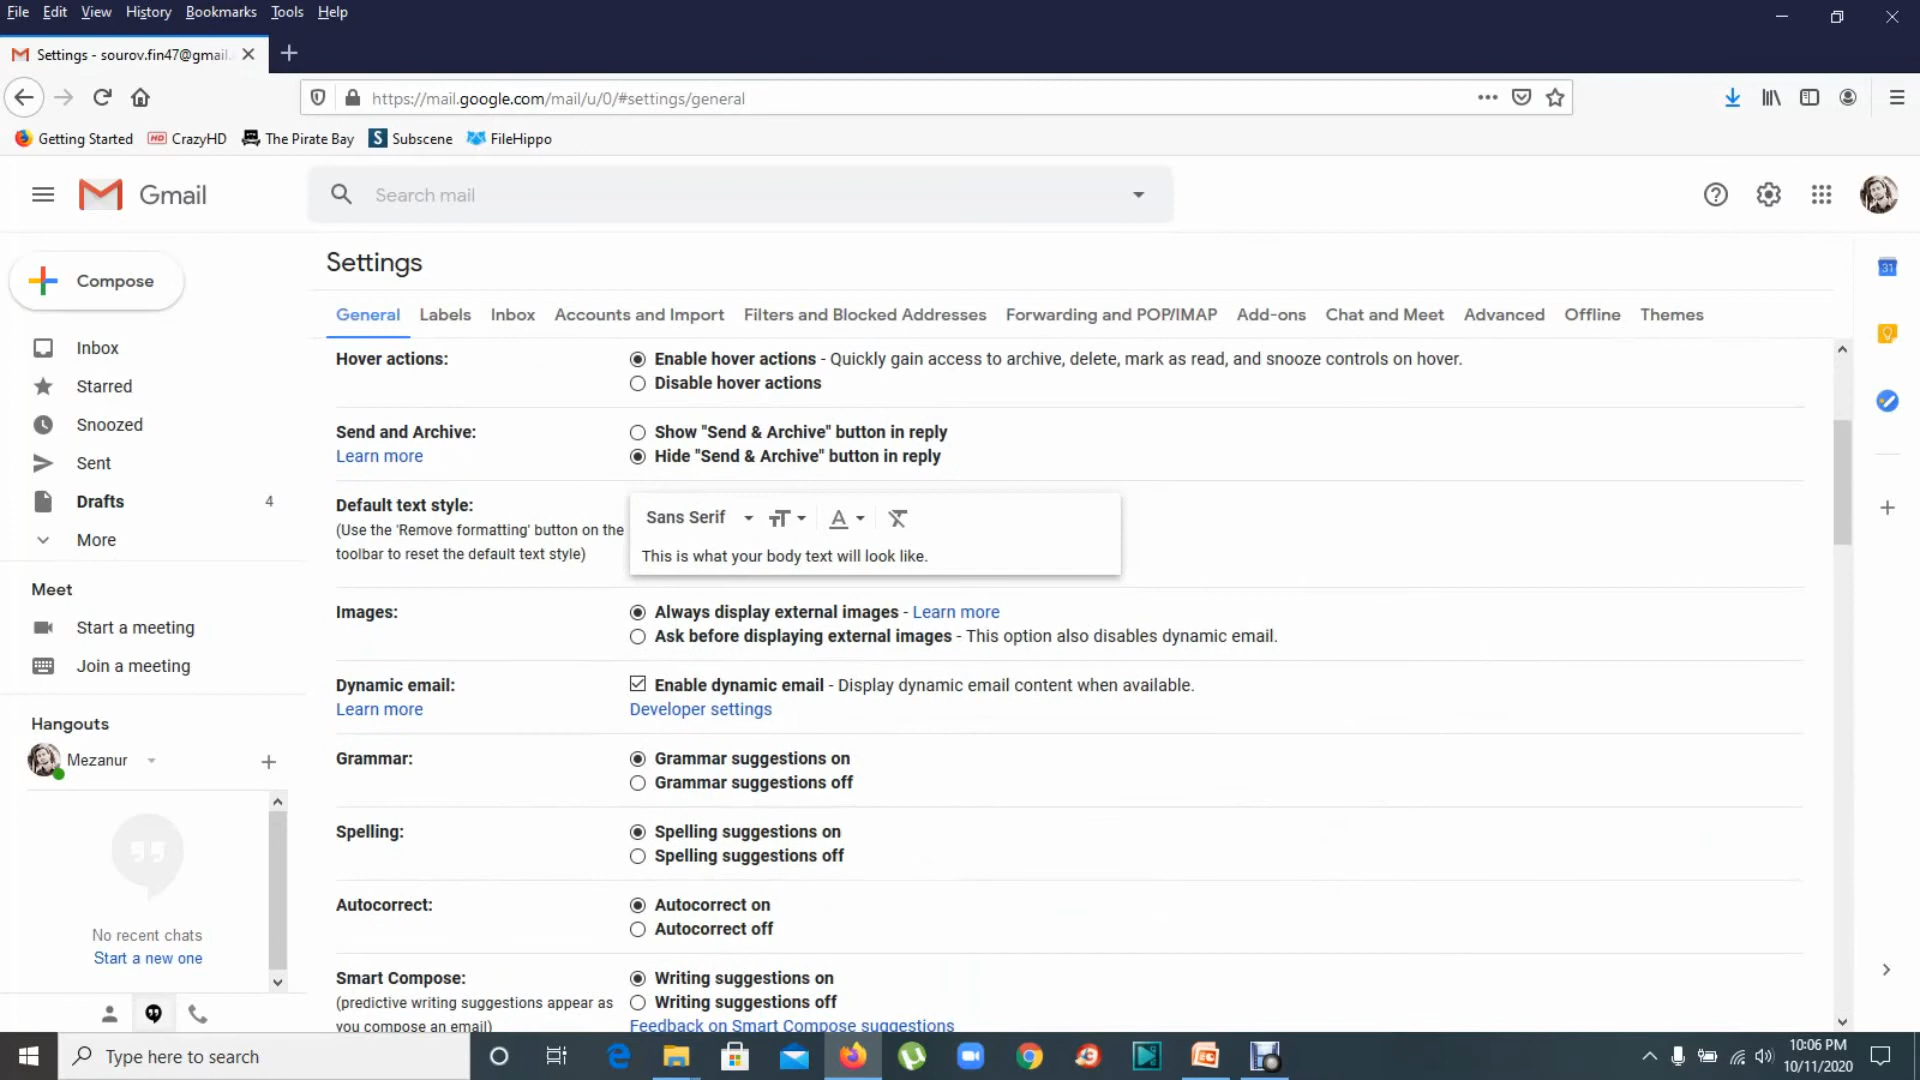 File Edit View History Bookmarks Tools Help
Settings - sourov.fin47@gmail.
https://mail.google.com/mail/u/0/#settings/general
Getting Started HD CrazyHD The Pirate Bay S Subscene FileHippo
Gmail
Search mail
Compose
Inbox
Starred
Snoozed
Sent
Drafts 4
More
Meet
Start a meeting
Join a meeting
Hangouts
Mezanur
No recent chats
Start a new one
Settings
General Labels Inbox Accounts and Import Filters and Blocked Addresses Forwarding and POP/IMAP Add-ons Chat and Meet Advanced Offline Themes
Hover actions: Enable hover actions - Quickly gain access to archive, delete, mark as read, and snooze controls on hover.
Disable hover actions
Send and Archive: Show "Send & Archive" button in reply
Learn more Hide "Send & Archive" button in reply
Default text style:
(Use the 'Remove formatting' button on the
toolbar to reset the default text style)
Sans Serif
This is what your body text will look like.
Images: Always display external images - Learn more
Ask before displaying external images - This option also disables dynamic email.
Dynamic email: Enable dynamic email - Display dynamic email content when available.
Learn more Developer settings
Grammar: Grammar suggestions on
Grammar suggestions off
Spelling: Spelling suggestions on
Spelling suggestions off
Autocorrect: Autocorrect on
Autocorrect off
Smart Compose: Writing suggestions on
(predictive writing suggestions appear as Writing suggestions off
you compose an email) Feedback on Smart Compose suggestions
31
Type here to search
10:06 PM
10/11/2020